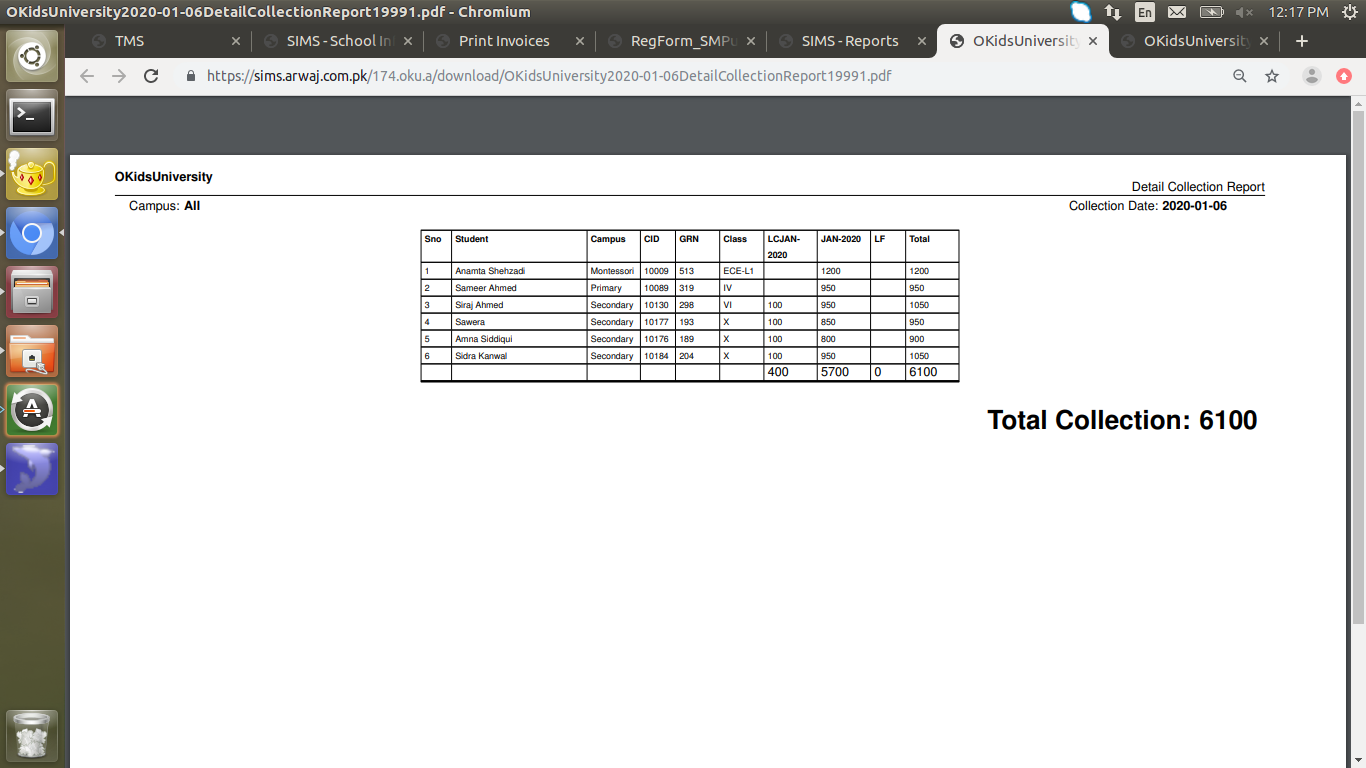 OKidsUniversity2020-01-06DetailCollectionReport19991.pdf - Chromium
En
12:17 PM
TMS
SIMS - School In
Print Invoices
RegForm_SMPu
SIMS - Reports
OKidsUniversity
OKidsUniversity
https://sims.arwaj.com.pk/174.oku.a/download/OKidsUniversity2020-01-06DetailCollectionReport19991.pdf
OKidsUniversity
Detail Collection Report
Campus: All
Collection Date: 2020-01-06
Sno Student Campus CID GRN Class LCJAN-2020 JAN-2020 LF Total
1 Anamta Shehzadi Montessori 10009 513 ECE-L1 1200 1200
2 Sameer Ahmed Primary 10089 319 IV 950 950
3 Siraj Ahmed Secondary 10130 298 VI 100 950 1050
4 Sawera Secondary 10177 193 X 100 850 950
5 Amna Siddiqui Secondary 10176 189 X 100 800 900
6 Sidra Kanwal Secondary 10184 204 X 100 950 1050
400 5700 0 6100
Total Collection: 6100